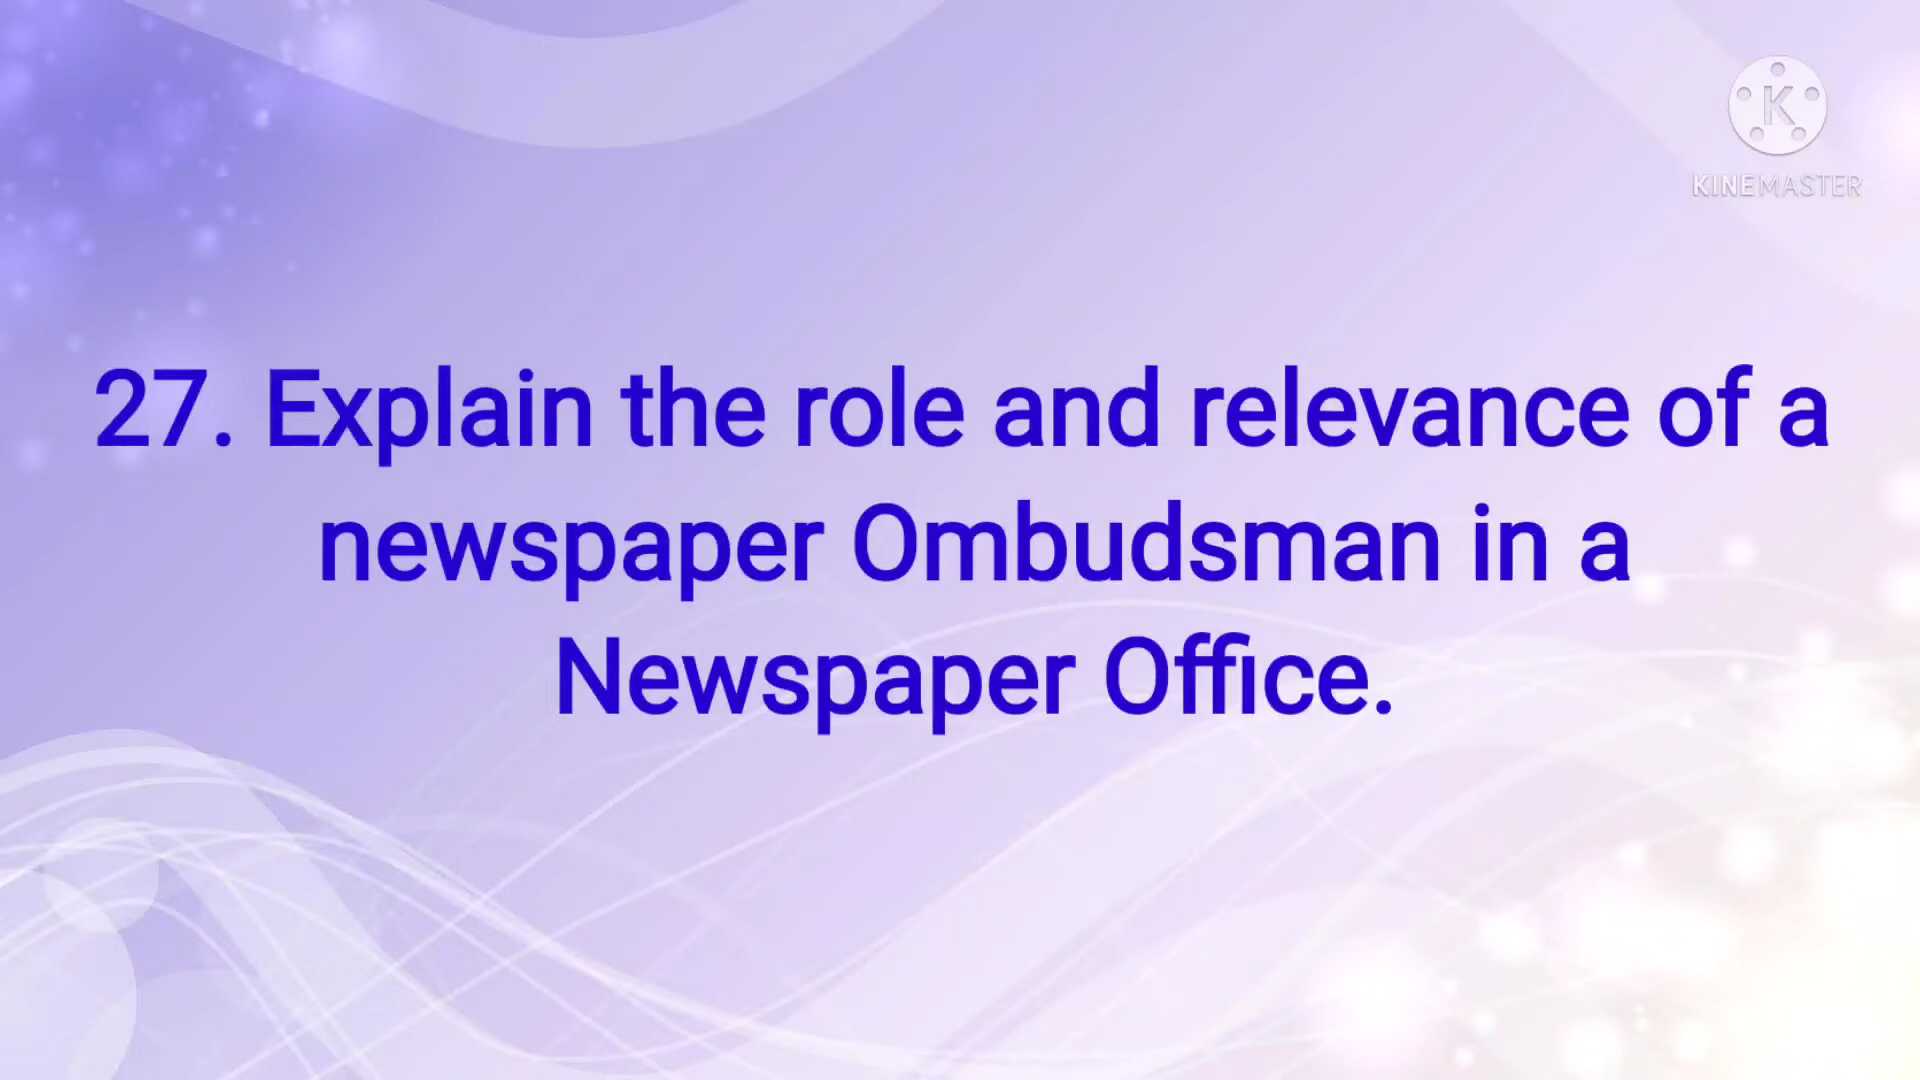 K
KINEMASTER
27. Explain the role and relevance of a
newspaper Ombudsman in a
Newspaper Office.